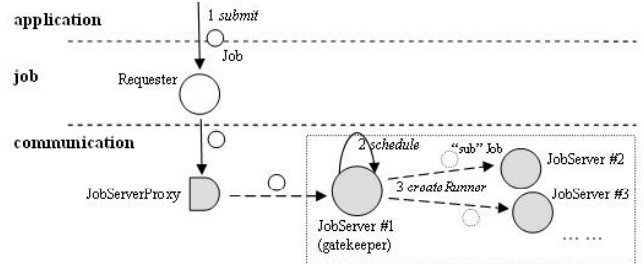 application
1 submit
Job
job
Requester
communication
2 schedule
"sub" Job
JobServer #2
JobServerProxy
3 createRunner
JobServer #3
JobServer #1
(gatekeeper)
... ...